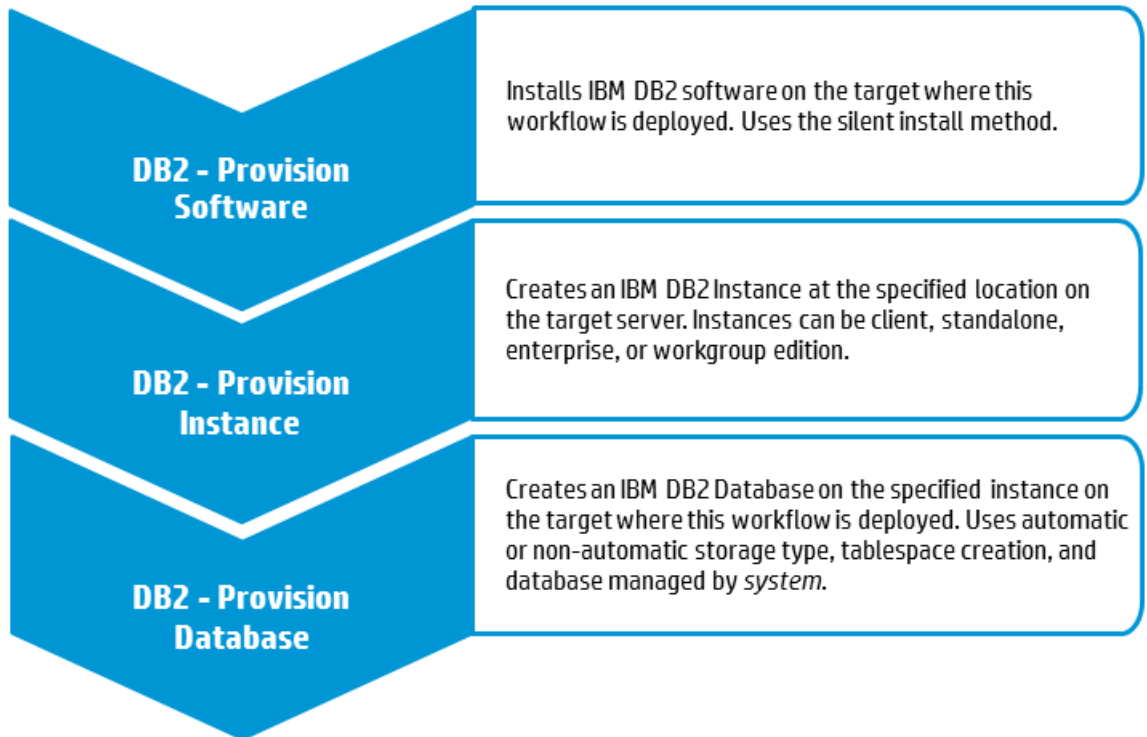 DB2 - Provision
Software
Installs IBM DB2 software on the target where this
workflow is deployed. Uses the silent install method.
DB2 - Provision
Instance
Creates an IBM DB2 Instance at the specified location on
the target server. Instances can be client, standalone,
enterprise, or workgroup edition.
DB2 - Provision
Database
Creates an IBM DB2 Database on the specified instance on
the target where this workflow is deployed. Uses automatic
or non-automatic storage type, tablespace creation, and
database managed by system.